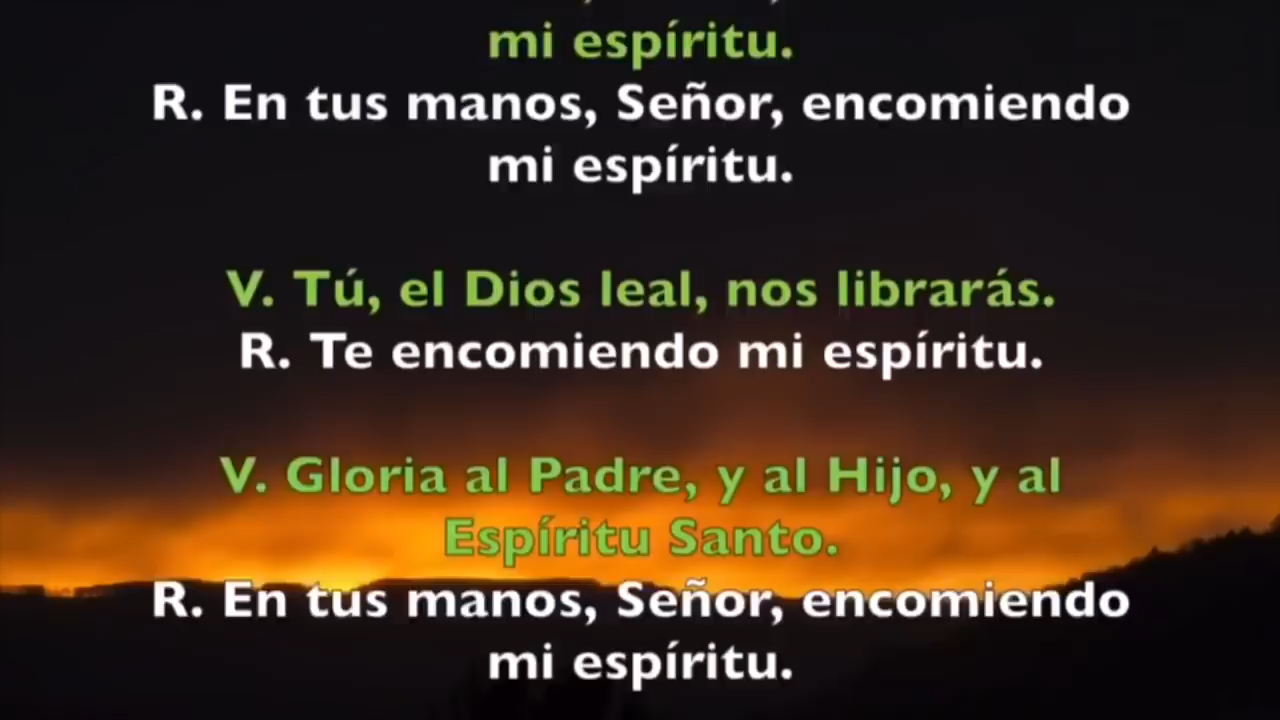 mi espíritu.
R. En tus manos, Señor, encomiendo
mi espíritu.
V. Tú, el Dios leal, nos librarás.
R. Te encomiendo mi espíritu.
V. Gloria al Padre, y al Hijo, y al
Espíritu Santo.
R. En tus manos, Señor, encomiendo
mi espíritu.